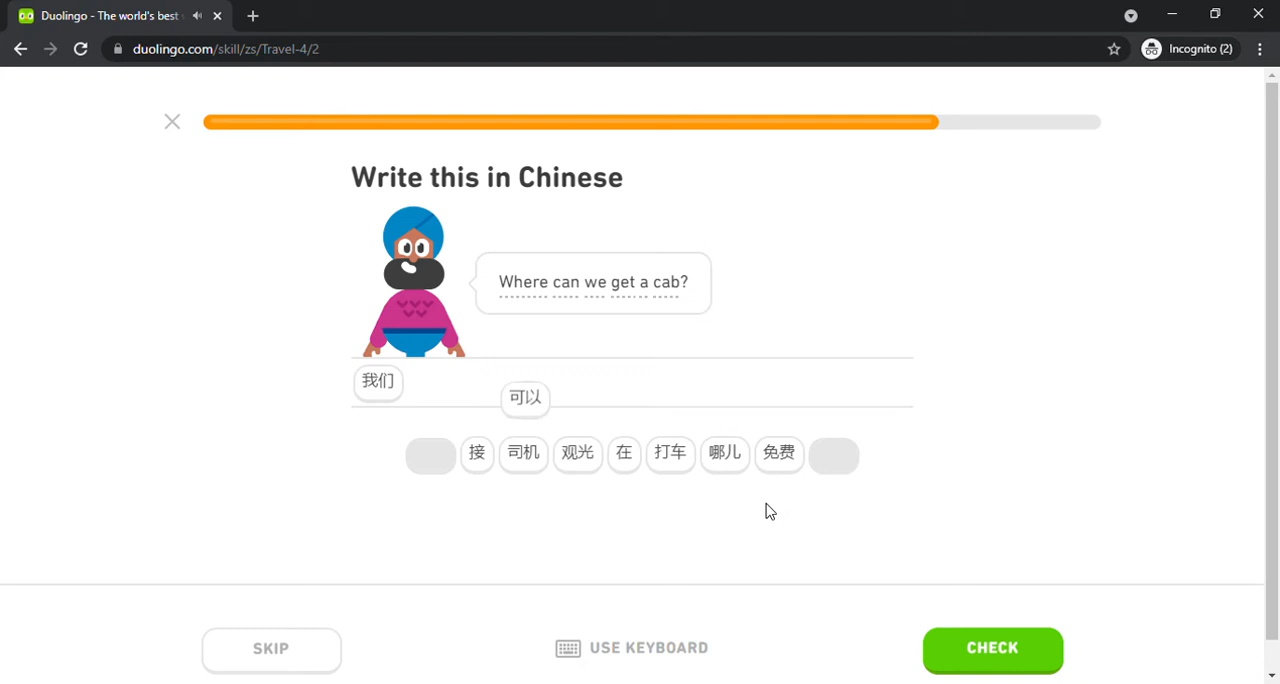 Duolingo - The world's best
duolingo.com/skill/zs/Travel-4/2
Incognito (2)
Write this in Chinese
Where can we get a cab?
我们
可以
接 司机 观光 在 打车 哪儿 免费
SKIP
USE KEYBOARD
CHECK